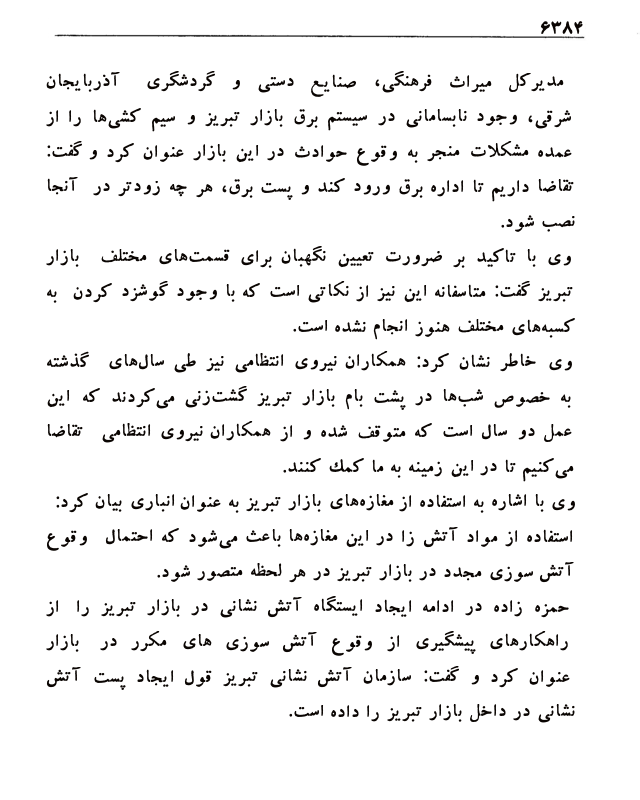 ۶۳۸۴
مدیرکل میراث فرهنگی، صنایع دستی و گردشگری آذربایجان
شرقی، وجود نابسامانی در سیستم برق بازار تبریز و سیم کشی‌ها را از
عمده مشکلات منجر به وقوع حوادث در این بازار عنوان کرد و گفت:
تقاضا داریم تا اداره برق ورود کند و پست برق، هر چه زودتر در آنجا
نصب شود.
وی با تاکید بر ضرورت تعیین نگهبان برای قسمت‌های مختلف بازار
تبریز گفت: متاسفانه این نیز از نکاتی است که با وجود گوشزد کردن به
کسبه‌های مختلف هنوز انجام نشده است.
وی خاطر نشان کرد: همکاران نیروی انتظامی نیز طی سال‌های گذشته
به خصوص شب‌ها در پشت بام بازار تبریز گشت‌زنی می‌کردند که این
عمل دو سال است که متوقف شده و از همکاران نیروی انتظامی تقاضا
می‌کنیم تا در این زمینه به ما کمك کنند.
وی با اشاره به استفاده از مغازه‌های بازار تبریز به عنوان انباری بیان کرد:
استفاده از مواد آتش زا در این مغازه‌ها باعث می‌شود که احتمال وقوع
آتش سوزی مجدد در بازار تبریز در هر لحظه متصور شود.
حمزه زاده در ادامه ایجاد ایستگاه آتش نشانی در بازار تبریز را از
راهکارهای پیشگیری از وقوع آتش سوزی های مکرر در بازار
عنوان کرد و گفت: سازمان آتش نشانی تبریز قول ایجاد پست آتش
نشانی در داخل بازار تبریز را داده است.